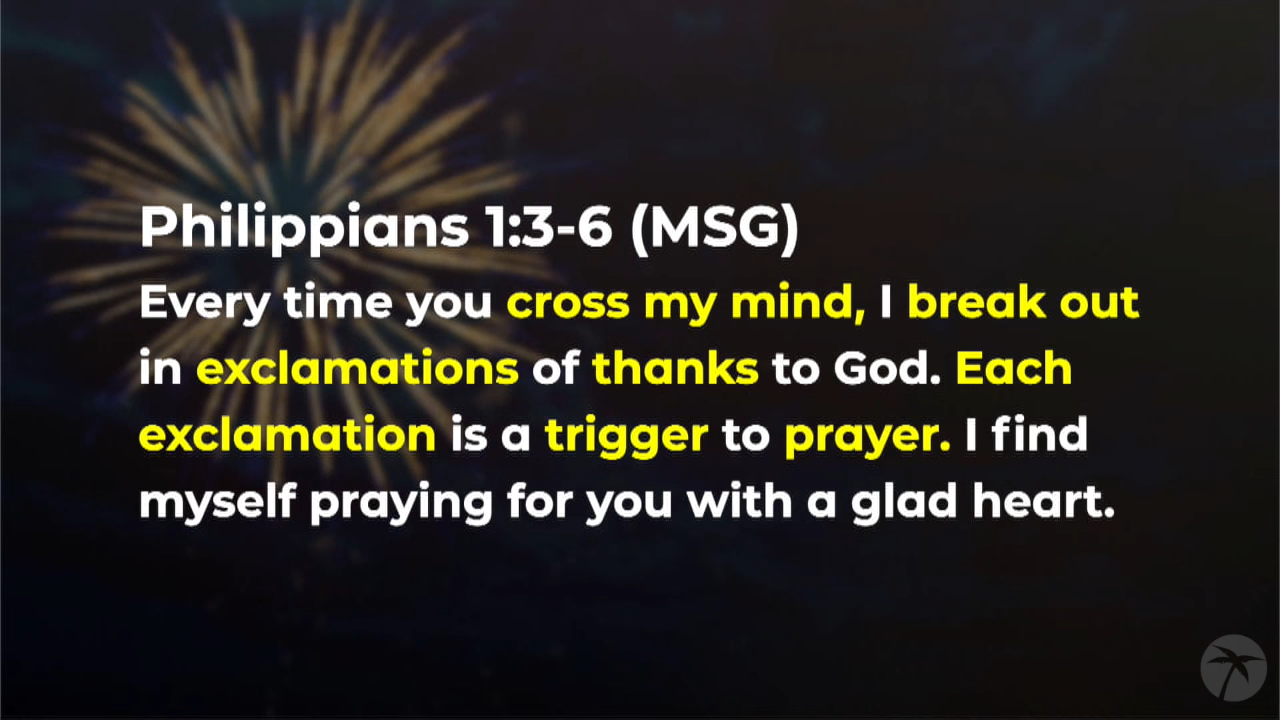 Philippians 1:3-6 (MSG)
Every time you cross my mind, I break out
in exclamations of thanks to God. Each
exclamation is a trigger to prayer. I find
myself praying for you with a glad heart.